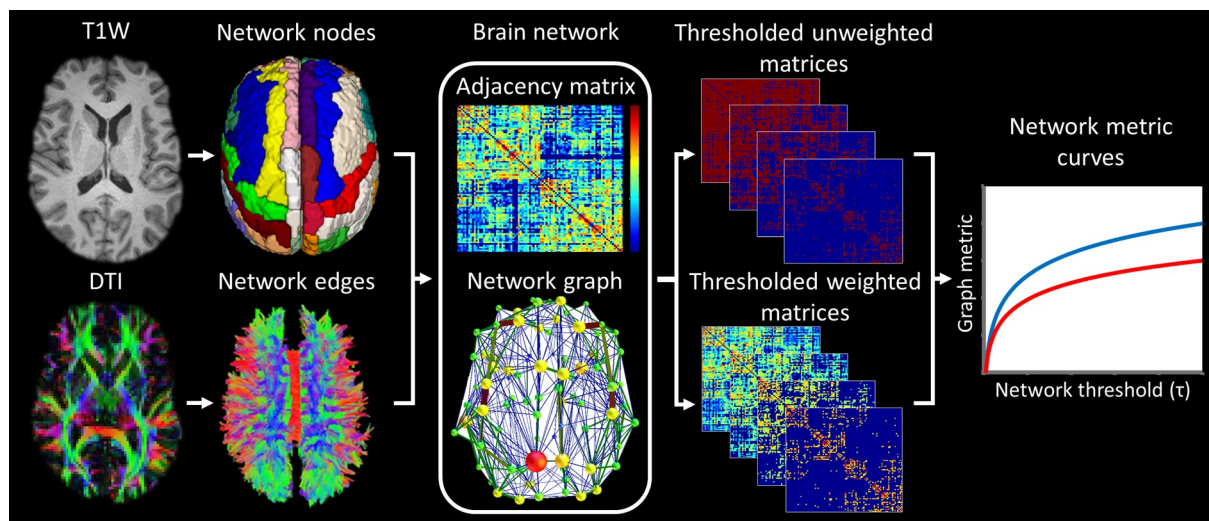 T1W
Network nodes
Brain network
Thresholded unweighted
matrices
Adjacency matrix
Network metric
curves
DTI
Network edges
Network graph
Thresholded weighted
matrices
Graph metric
Network threshold (τ)